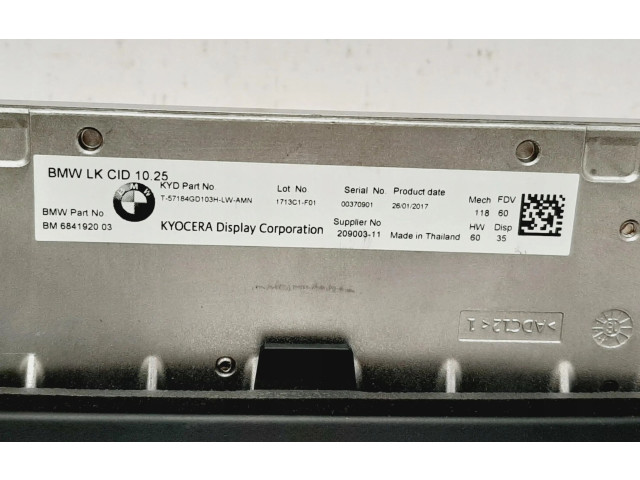 BMW LK CID 10.25
BMW
KYD Part No
T-57184GD103H-LW-AMN
Lot No
1713C1-F01
Serial No.
00370901
Product date
26/01/2017
Mech FDV
118 60
BMW Part No
BM 6841920 03
KYOCERA Display Corporation
Supplier No
209003-11
Made in Thailand
HW Disp
60 35
>ADC12<1